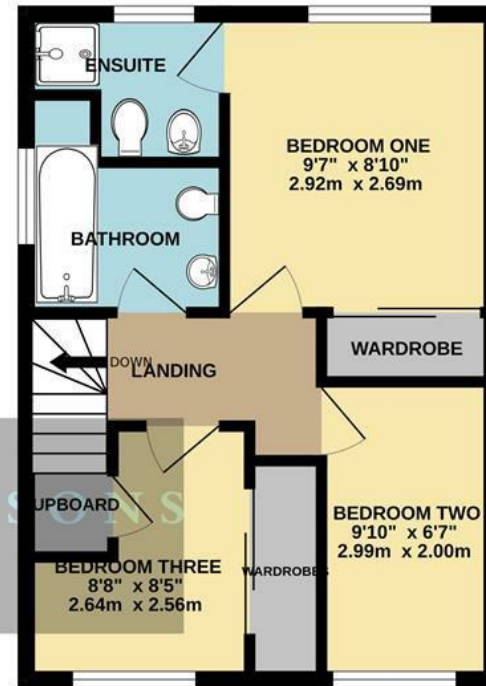 ENSUITE
BEDROOM ONE
9'7" x 8'10"
2.92m x 2.69m
BATHROOM
WARDROBE
DOWN
LANDING
UPBOARD
SONS
BEDROOM TWO
9'10" x 6'7"
2.99m x 2.00m
BEDROOM THREE
8'8" x 8'5"
2.64m x 2.56m
WARDROBES